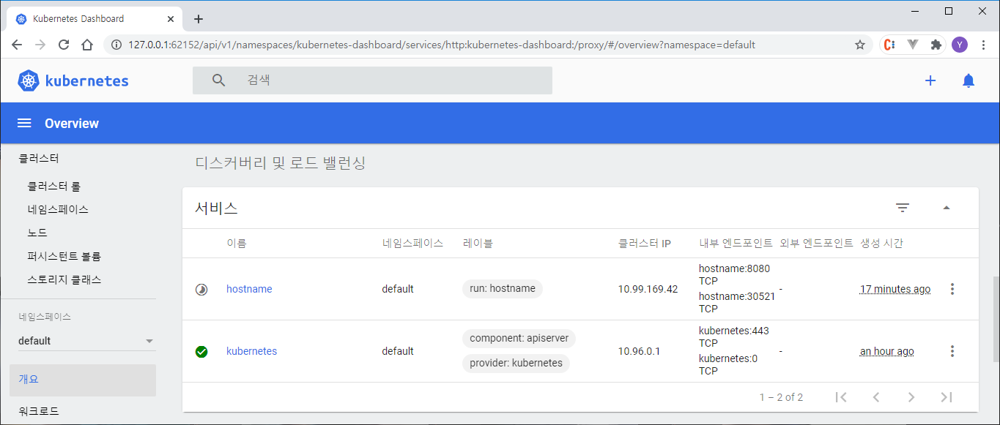 Kubernetes Dashboard
127.0.0.1:62152/api/v1/namespaces/kubernetes-dashboard/services/http:kubernetes-dashboard:/proxy/#/overview?namespace=default
Y
kubernetes
검색
Overview
클러스터
클러스터 롤
네임스페이스
노드
퍼시스턴트 볼륨
스토리지 클래스
네임스페이스
default
개요
워크로드
디스커버리 및 로드 밸런싱
서비스
이름 네임스페이스 레이블 클러스터 IP 내부 엔드포인트 외부 엔드포인트 생성 시간
hostname default run: hostname 10.99.169.42 hostname:8080 TCP hostname:30521 TCP - 17 minutes ago
kubernetes default component: apiserver provider: kubernetes 10.96.0.1 kubernetes:443 TCP kubernetes:0 TCP - an hour ago
1 – 2 of 2